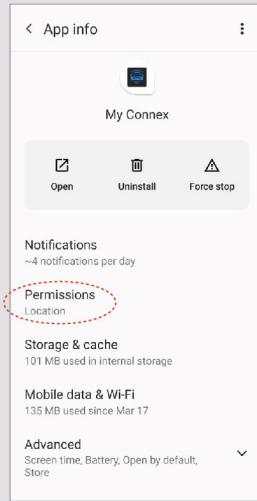 App info
My Connex
Open Uninstall Force stop
Notifications
~4 notifications per day
Permissions
Location
Storage & cache
101 MB used in internal storage
Mobile data & Wi-Fi
135 MB used since Mar 17
Advanced
Screen time, Battery, Open by default,
Store